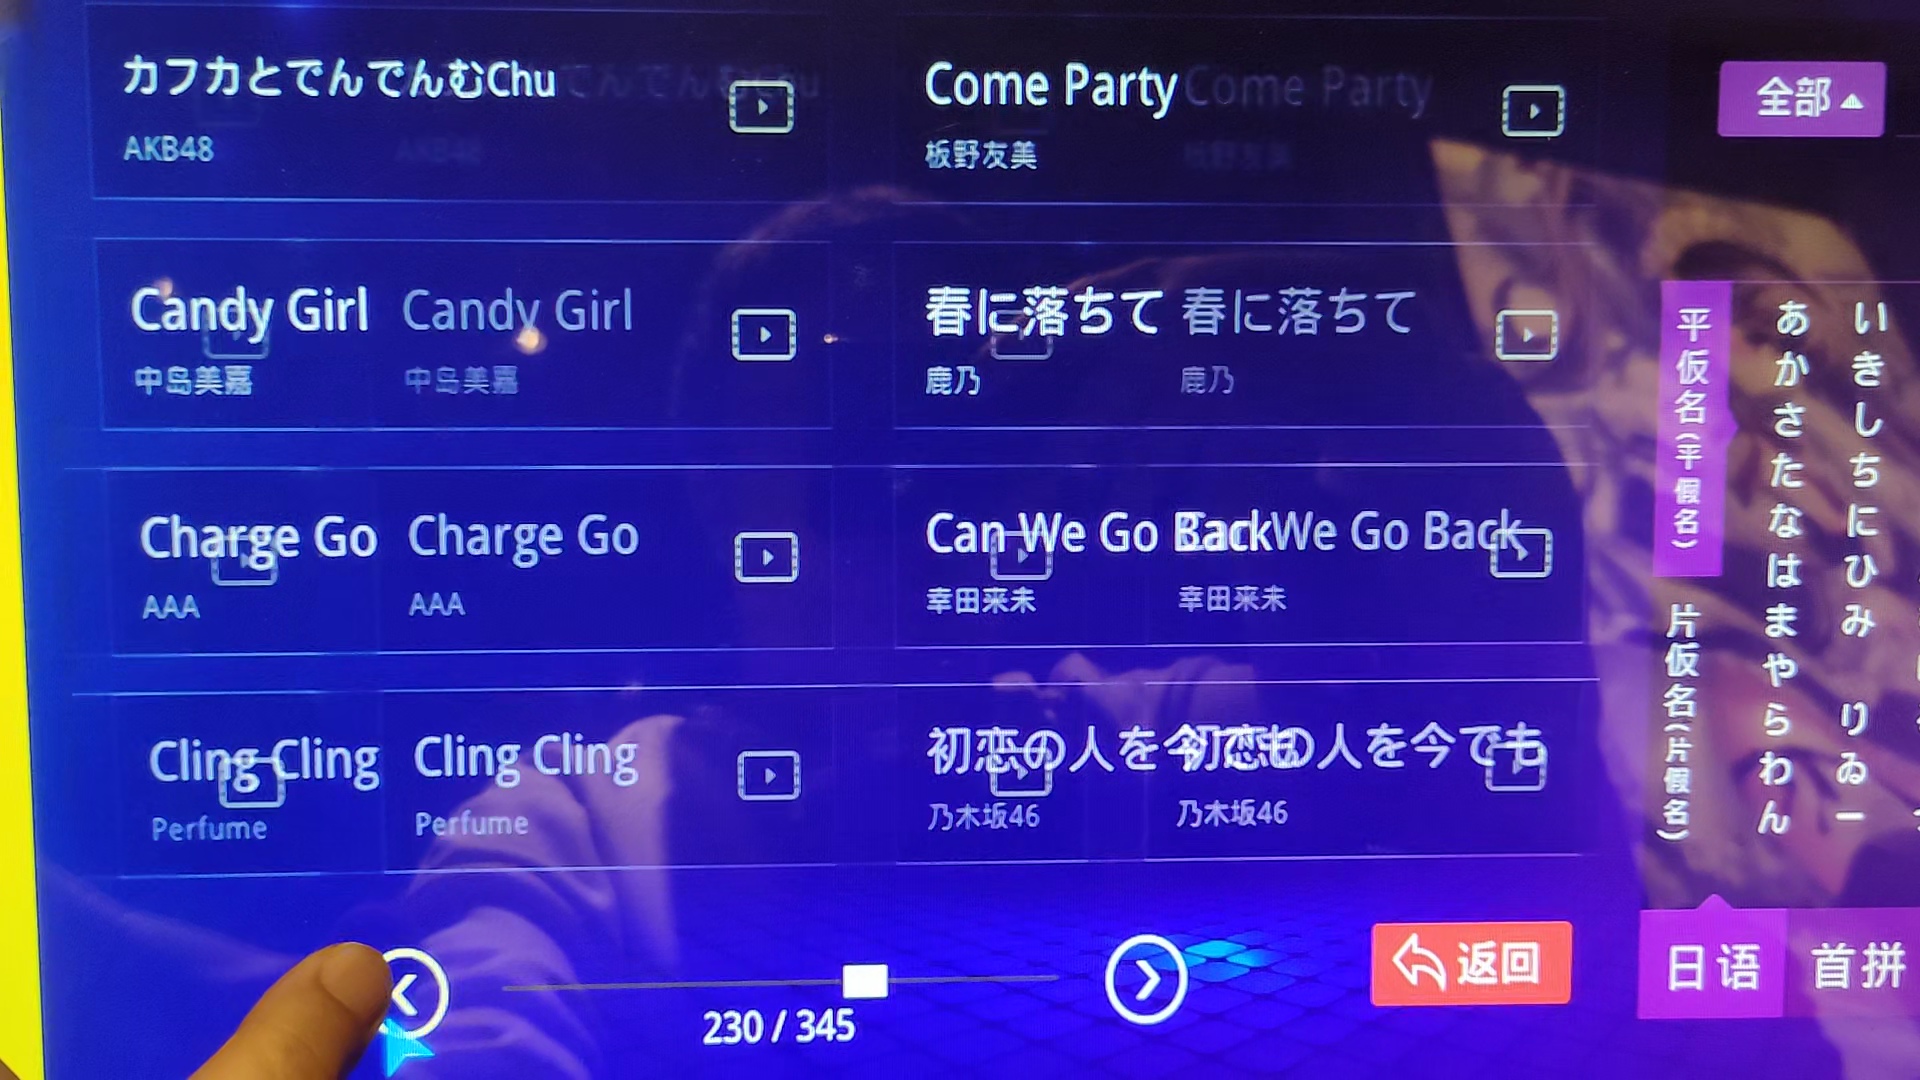 カフカとでんでんむChu
AKB48
Come Party
Come Party
板野友美
板野友美
全部
Candy Girl
Candy Girl
中岛美嘉
中岛美嘉
春に落ちて
春に落ちて
鹿乃
鹿乃
Charge Go
Charge Go
AAA
AAA
Can We Go Back
Can We Go Back
幸田来未
幸田来未
Cling Cling
Cling Cling
Perfume
Perfume
初恋の人を今でも
初恋の人を今でも
乃木坂46
乃木坂46
平仮名(平假名)
片仮名(片假名)
あかさたなはまやらわん
いきしちにひみ りゐー
230 / 345
返回
日语
首拼